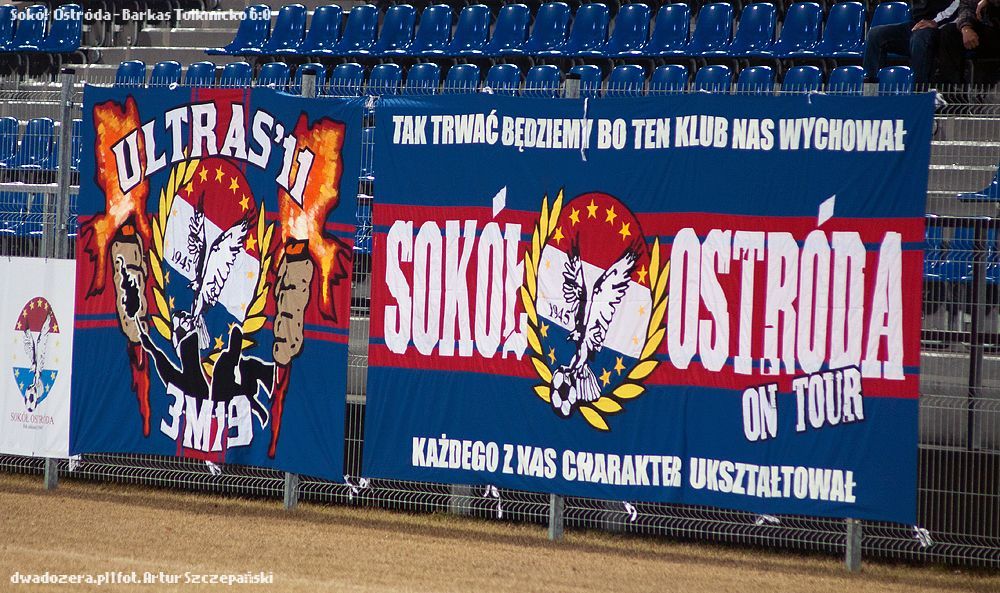 Sokół Ostróda - Barkas Tolkmicko 6:0
ULTRAS'11
1945
3M19
SOKÓŁ OSTRÓDA
TAK TRWAĆ BĘDZIEMY BO TEN KLUB NAS WYCHOWAŁ
SOKÓŁ
1945
OSTRÓDA
ON TOUR
KAŻDEGO Z NAS CHARAKTER UKSZTAŁTOWAŁ
dwadozera.pl|fot.Artur Szczepański